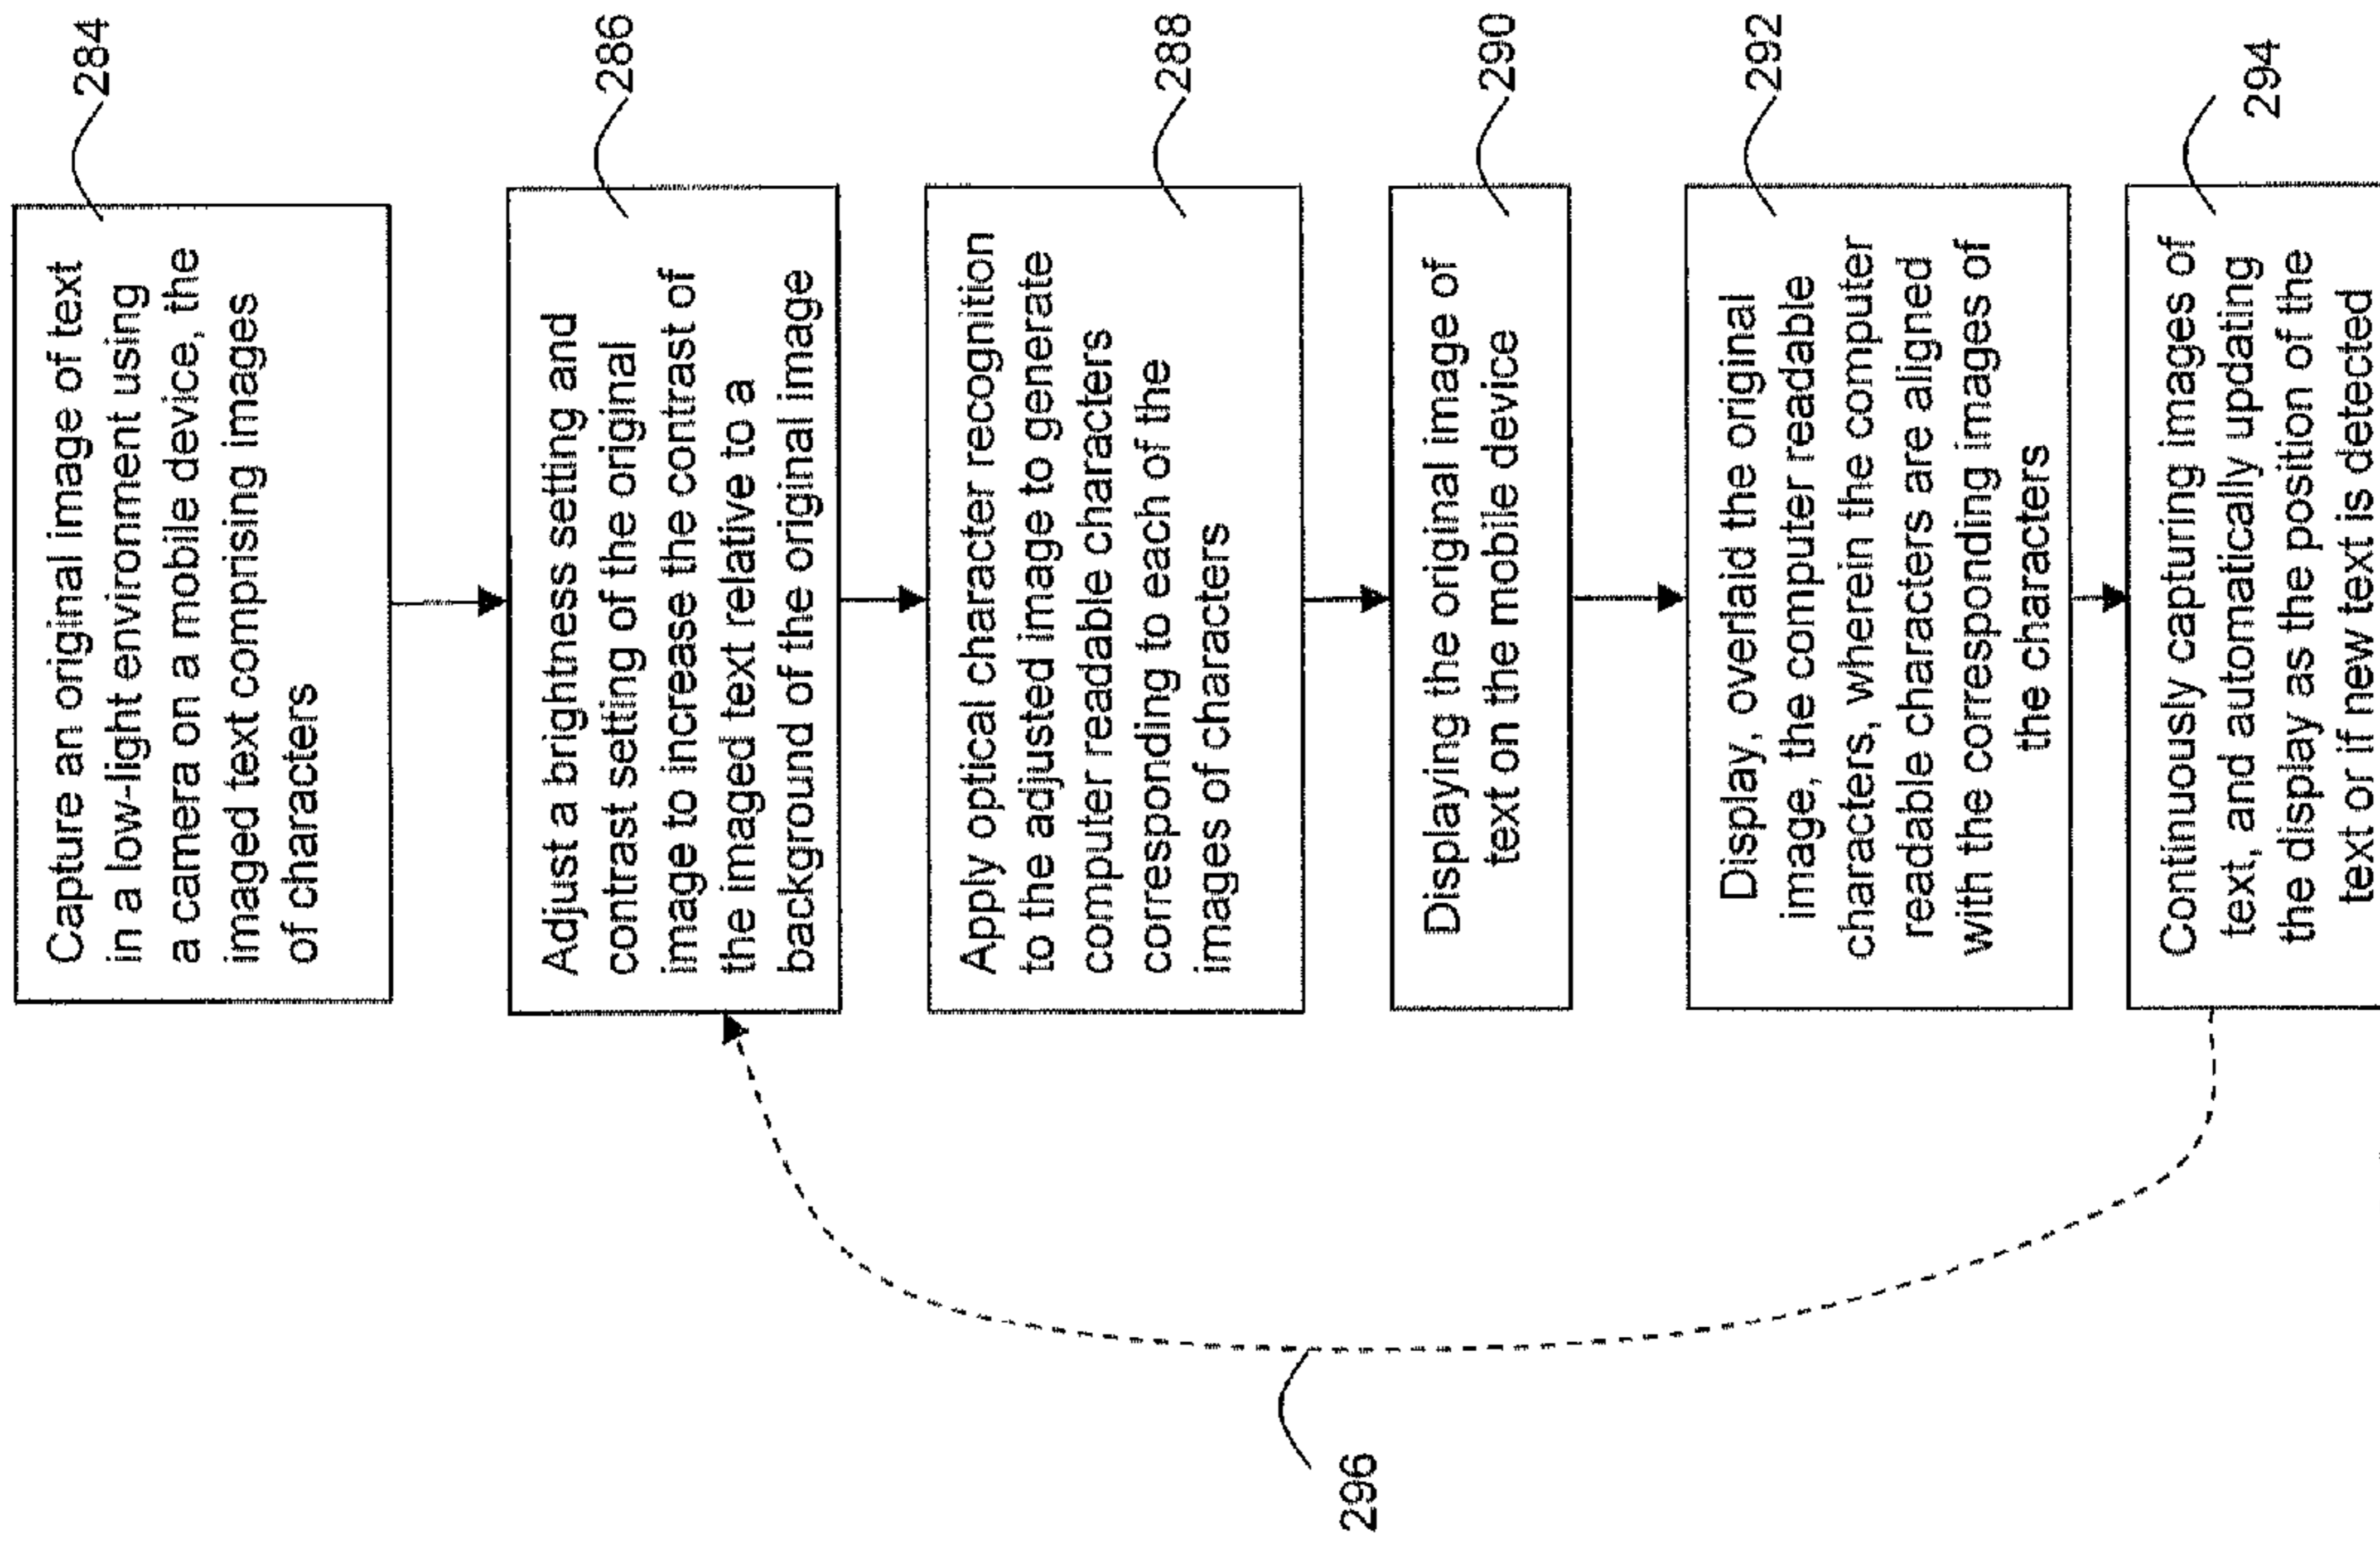 Capture an original image of text
in a low-light environment using
a camera on a mobile device, the
imaged text comprising images
of characters
284
Adjust a brightness setting and
contrast setting of the original
image to increase the contrast of
the imaged text relative to a
background of the original image
286
Apply optical character recognition
to the adjusted image to generate
computer readable characters
corresponding to each of the
images of characters
288
Displaying the original image of
text on the mobile device
290
Display, overlaid the original
image, the computer readable
characters, wherein the computer
readable characters are aligned
with the corresponding images of
the characters
292
Continuously capturing images of
text, and automatically updating
the display as the position of the
text or if new text is detected
294
296